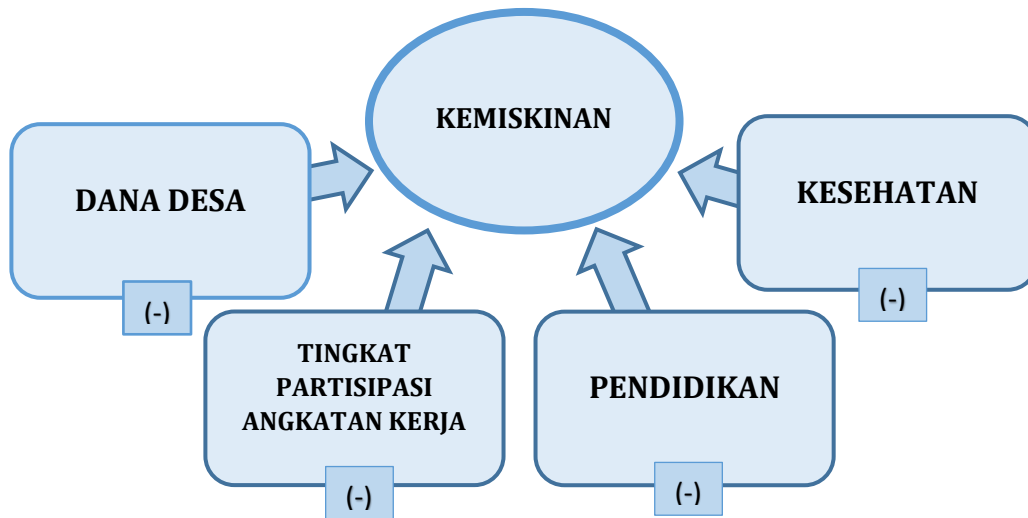 KEMISKINAN
DANA DESA
(-)
KESEHATAN
(-)
TINGKAT
PARTISIPASI
ANGKATAN KERJA
(-)
PENDIDIKAN
(-)